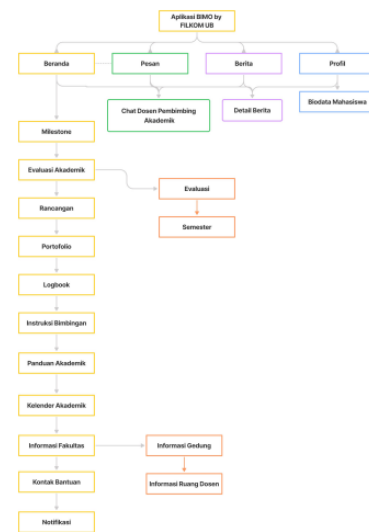 Aplikasi BIMO by
FILKOM UB
Beranda
Pesan
Berita
Profil
Chat Dosen Pembimbing
Akademik
Detail Berita
Biodata Mahasiswa
Milestone
Evaluasi Akademik
Evaluasi
Rancangan
Semester
Portofolio
Logbook
Instruksi Bimbingan
Panduan Akademik
Kelender Akademik
Informasi Fakultas
Informasi Gedung
Kontak Bantuan
Informasi Ruang Dosen
Notifikasi